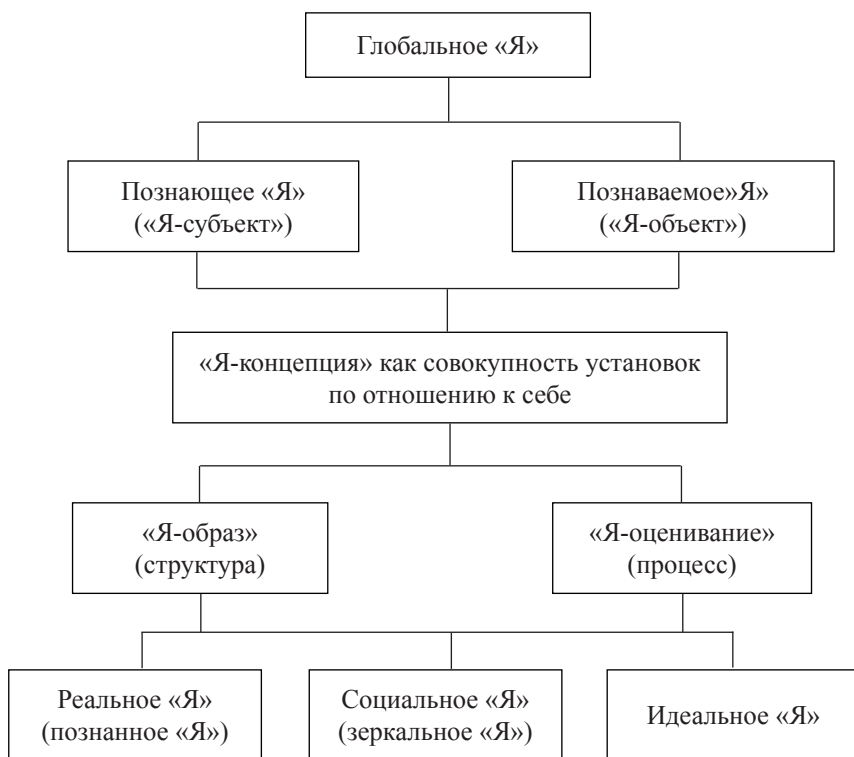 Глобальное «Я»
Познающее «Я»
(«Я-субъект»)
Познаваемое»Я»
(«Я-объект»)
«Я-концепция» как совокупность установок
по отношению к себе
«Я-образ»
(структура)
«Я-оценивание»
(процесс)
Реальное «Я»
(познанное «Я»)
Социальное «Я»
(зеркальное «Я»)
Идеальное «Я»